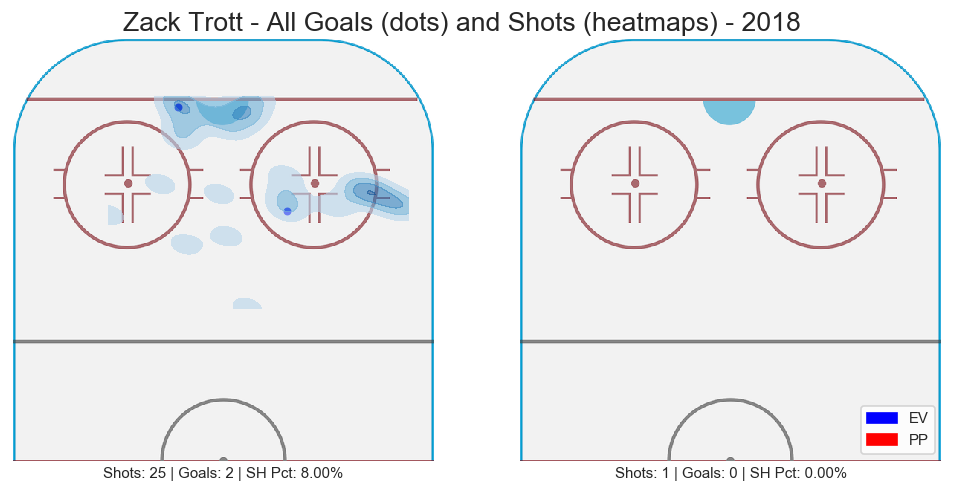 Zack Trott - All Goals (dots) and Shots (heatmaps) - 2018
EV
PP
Shots: 25 | Goals: 2 | SH Pct: 8.00%
Shots: 1 | Goals: 0 | SH Pct: 0.00%